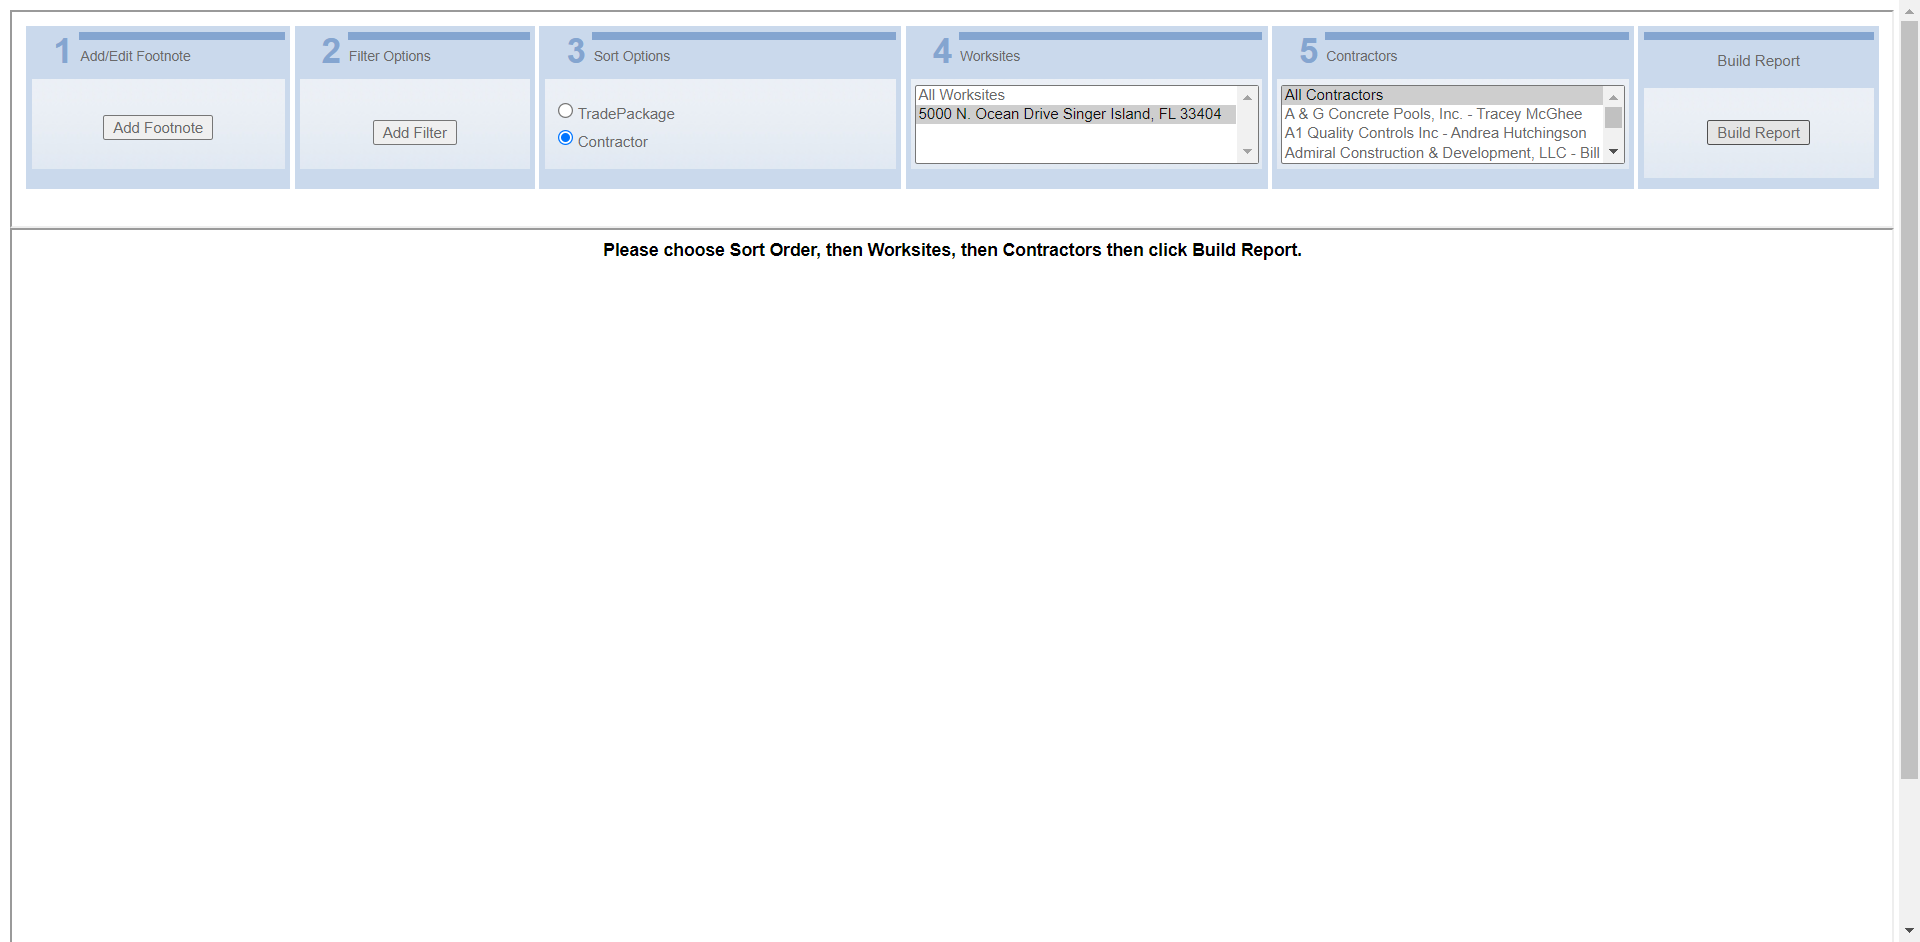 1 Add/Edit Footnote
Add Footnote
2 Filter Options
Add Filter
3 Sort Options
TradePackage
Contractor
4 Worksites
All Worksites
5000 N. Ocean Drive Singer Island, FL 33404
5 Contractors
All Contractors
A & G Concrete Pools, Inc. - Tracey McGhee
A1 Quality Controls Inc - Andrea Hutchingson
Admiral Construction & Development, LLC - Bill
Build Report
Build Report
Please choose Sort Order, then Worksites, then Contractors then click Build Report.